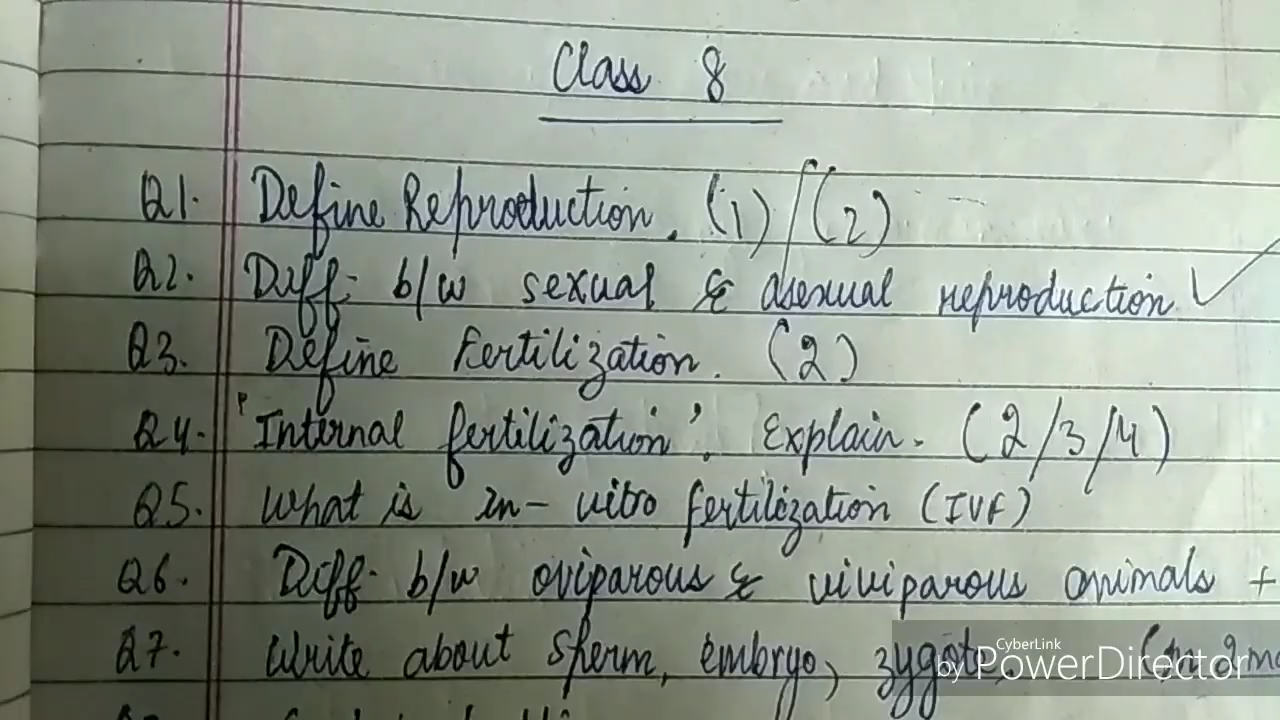 Class 8
Q1. Define Reproduction. (1)/(2)
Q2. Diff. b/w sexual & asexual reproduction
Q3. Define Fertilization. (2)
Q4. "Internal fertilization". Explain. (2/3/4)
Q5. What is in-vitro fertilization (IVF)
Q6. Diff. b/w oviparous & viviparous animals +
Q7. Write about sperm, embryo, zygote.
CyberLink
by PowerDirector